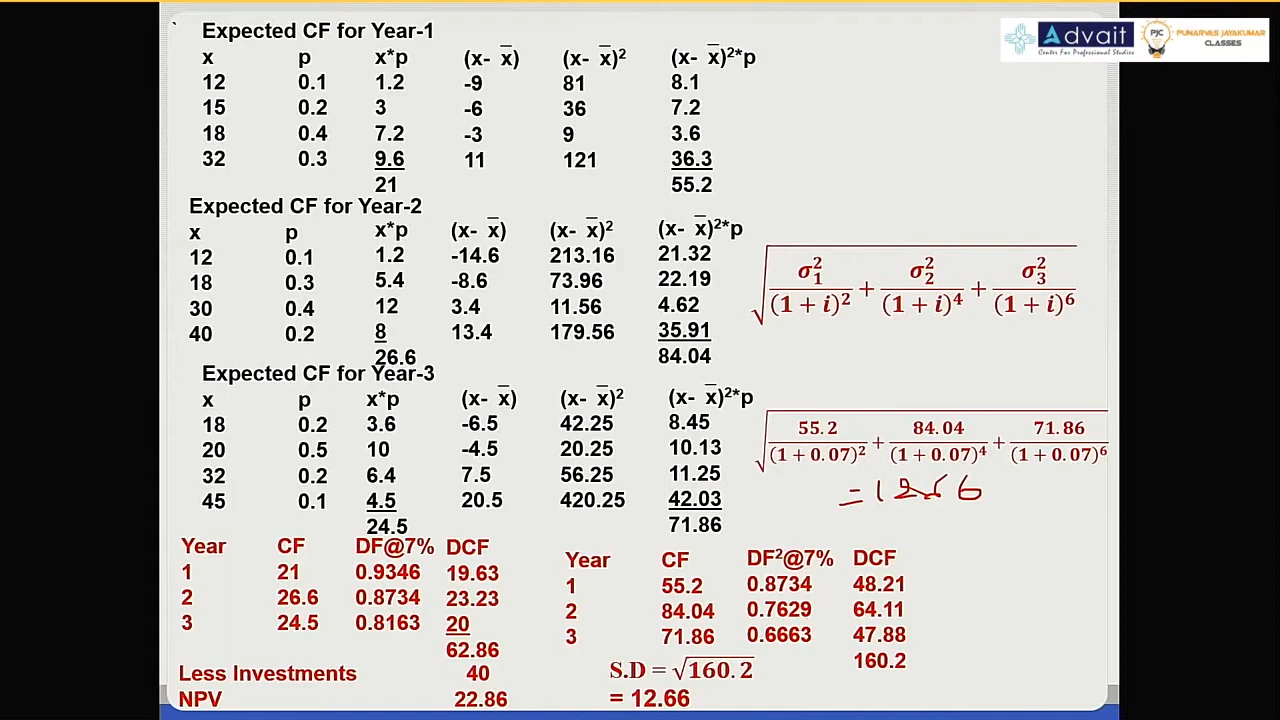 Expected CF for Year-1
x p x*p (x- x̅) (x- x̅)² (x- x̅)²*p
12 0.1 1.2 -9 81 8.1
15 0.2 3 -6 36 7.2
18 0.4 7.2 -3 9 3.6
32 0.3 9.6 11 121 36.3
21 55.2
Expected CF for Year-2
x p x*p (x- x̅) (x- x̅)² (x- x̅)²*p
12 0.1 1.2 -14.6 213.16 21.32
18 0.3 5.4 -8.6 73.96 22.19
30 0.4 12 3.4 11.56 4.62
40 0.2 8 13.4 179.56 35.91
26.6 84.04
Expected CF for Year-3
x p x*p (x- x̅) (x- x̅)² (x- x̅)²*p
18 0.2 3.6 -6.5 42.25 8.45
20 0.5 10 -4.5 20.25 10.13
32 0.2 6.4 7.5 56.25 11.25
45 0.1 4.5 20.5 420.25 42.03
24.5 71.86
√(σ₁²/(1 + i)² + σ₂²/(1 + i)⁴ + σ₃²/(1 + i)⁶)
√(55.2/(1 + 0.07)² + 84.04/(1 + 0.07)⁴ + 71.86/(1 + 0.07)⁶)
Year CF DF@7% DCF
1 21 0.9346 19.63
2 26.6 0.8734 23.23
3 24.5 0.8163 20
62.86
Less Investments 40
NPV 22.86
Year CF DF²@7% DCF
1 55.2 0.8734 48.21
2 84.04 0.7629 64.11
3 71.86 0.6663 47.88
160.2
S.D = √160.2
= 12.66
Advait
Center For Professional Studies
PJC
PUNARVAS JAYAKUMAR
CLASSES